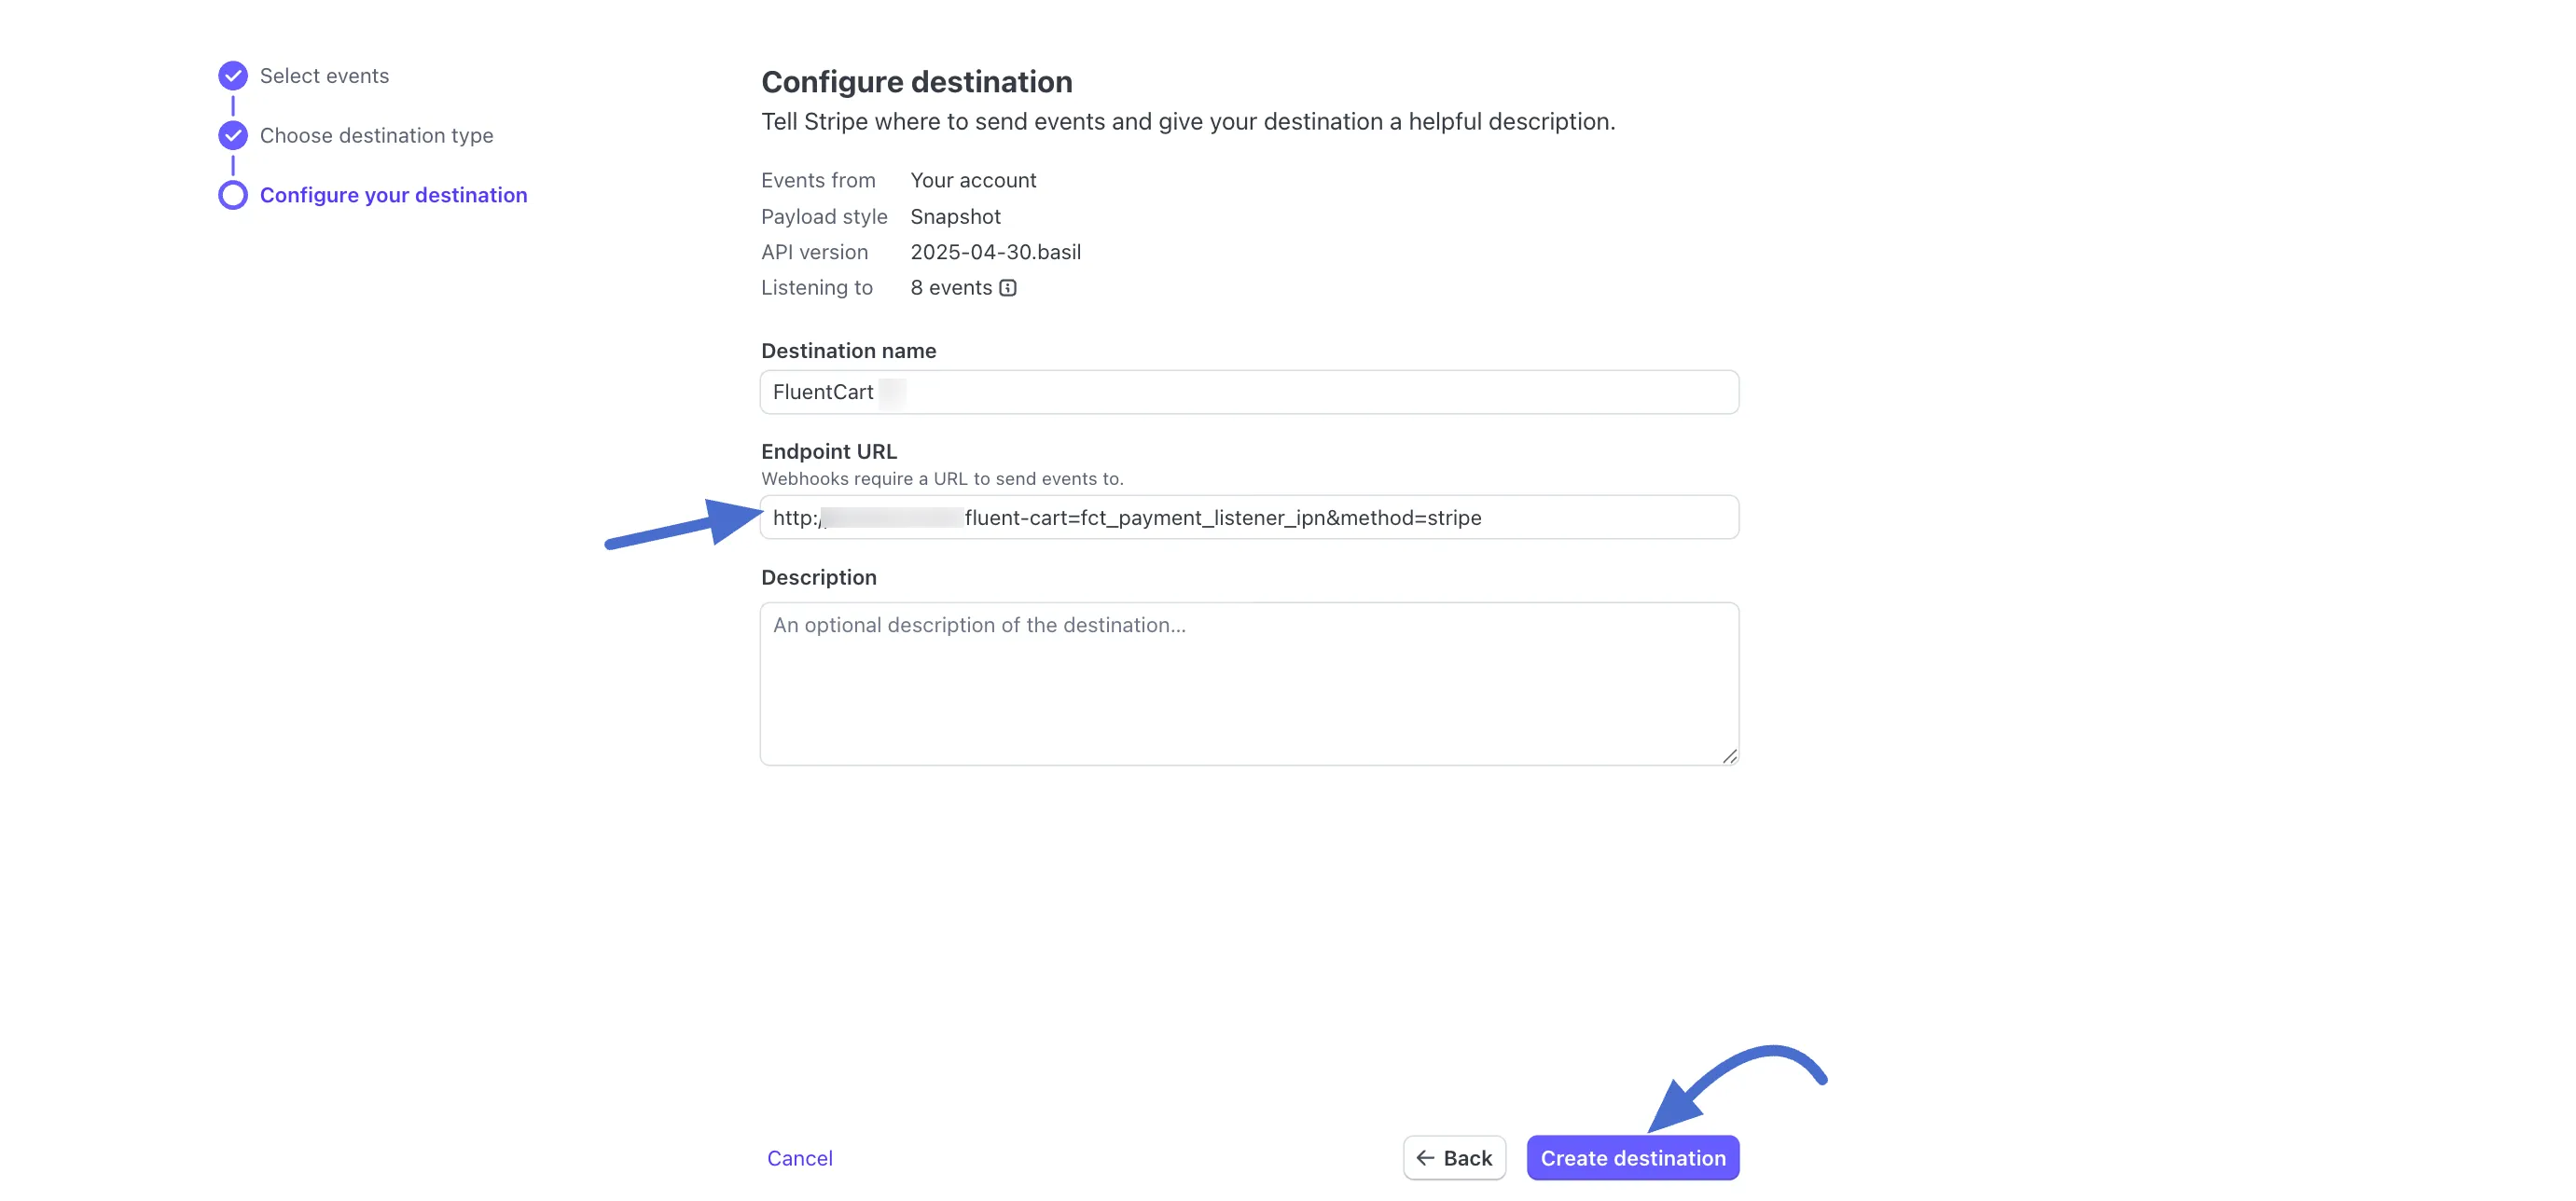 Select events
Choose destination type
Configure your destination
Configure destination
Tell Stripe where to send events and give your destination a helpful description.
Events from Your account
Payload style Snapshot
API version 2025-04-30.basil
Listening to 8 events
Destination name
FluentCart
Endpoint URL
Webhooks require a URL to send events to.
http:/ fluent-cart=fct_payment_listener_ipn&method=stripe
Description
An optional description of the destination...
Cancel
Back
Create destination